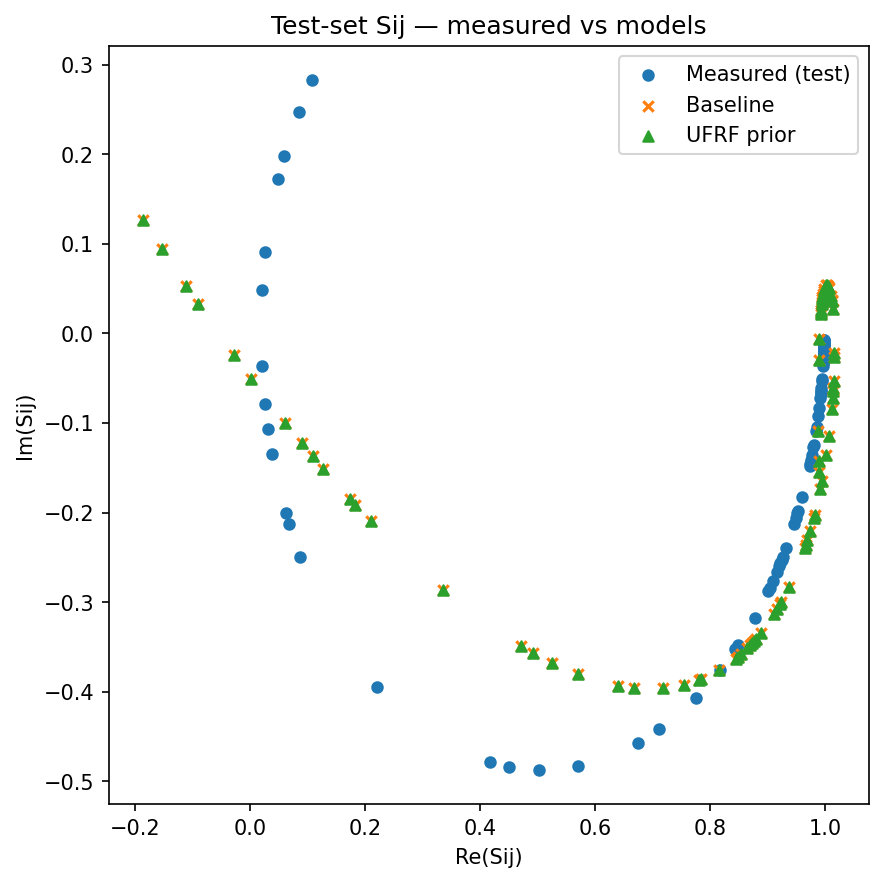 Test-set Sij — measured vs models
Measured (test)
Baseline
UFRF prior
0.3
0.2
0.1
0.0
−0.1
−0.2
−0.3
−0.4
−0.5
Im(Sij)
−0.2
0.0
0.2
0.4
0.6
0.8
1.0
Re(Sij)